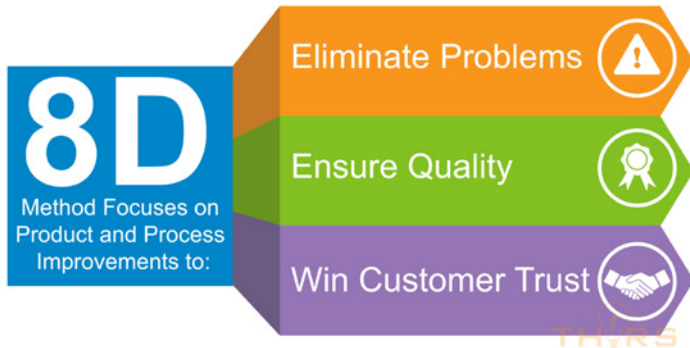 8D
Method Focuses on
Product and Process
Improvements to:
Eliminate Problems
Ensure Quality
Win Customer Trust